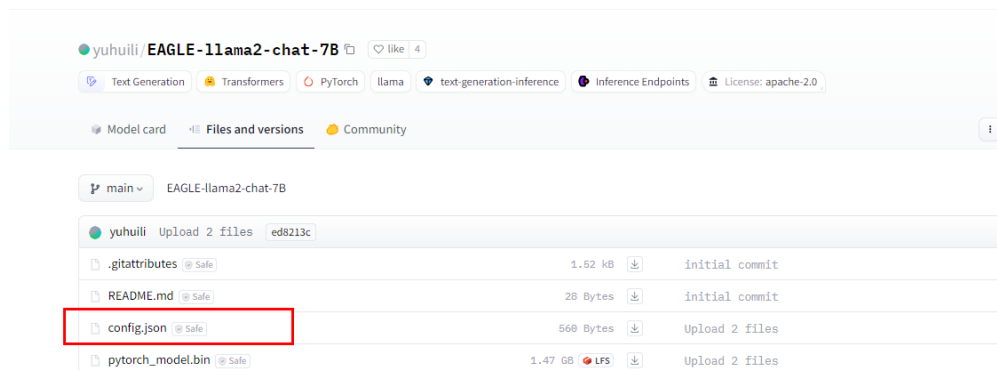 yuhuili/EAGLE-llama2-chat-7B like 4
Text Generation Transformers PyTorch llama text-generation-inference Inference Endpoints License: apache-2.0
Model card Files and versions Community
main EAGLE-llama2-chat-7B
yuhuili Upload 2 files ed8213c
.gitattributes Safe 1.52 kB initial commit
README.md Safe 28 Bytes initial commit
config.json Safe 560 Bytes Upload 2 files
pytorch_model.bin Safe 1.47 GB LFS Upload 2 files